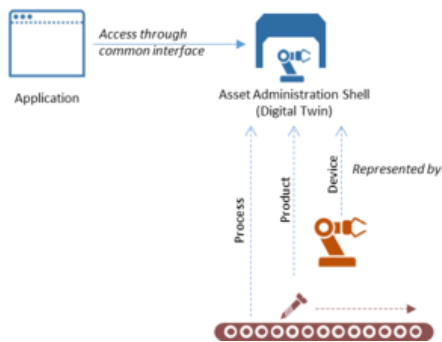 Access through
common interface
Application
Asset Administration Shell
(Digital Twin)
Process
Product
Device
Represented by